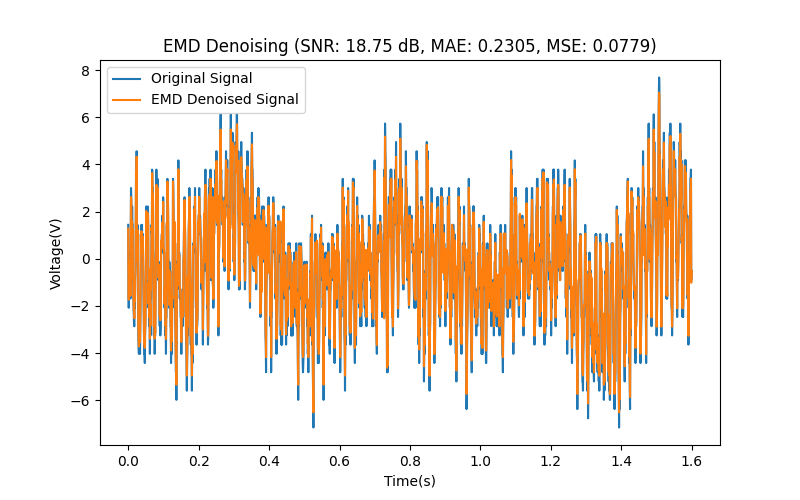 EMD Denoising (SNR: 18.75 dB, MAE: 0.2305, MSE: 0.0779)
Original Signal
EMD Denoised Signal
8
6
4
2
0
−2
−4
−6
Voltage(V)
0.0 0.2 0.4 0.6 0.8 1.0 1.2 1.4 1.6
Time(s)